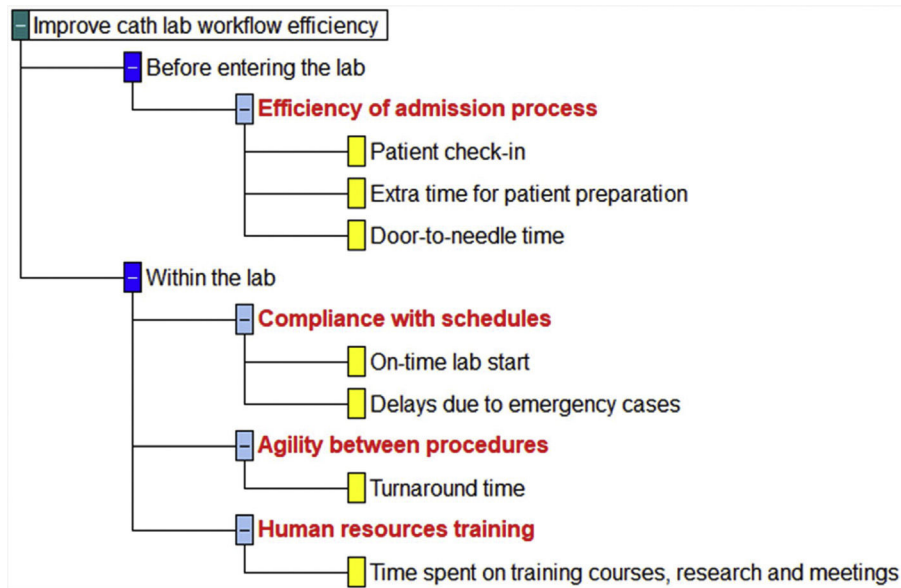 Improve cath lab workflow efficiency
Before entering the lab
Efficiency of admission process
Patient check-in
Extra time for patient preparation
Door-to-needle time
Within the lab
Compliance with schedules
On-time lab start
Delays due to emergency cases
Agility between procedures
Turnaround time
Human resources training
Time spent on training courses, research and meetings